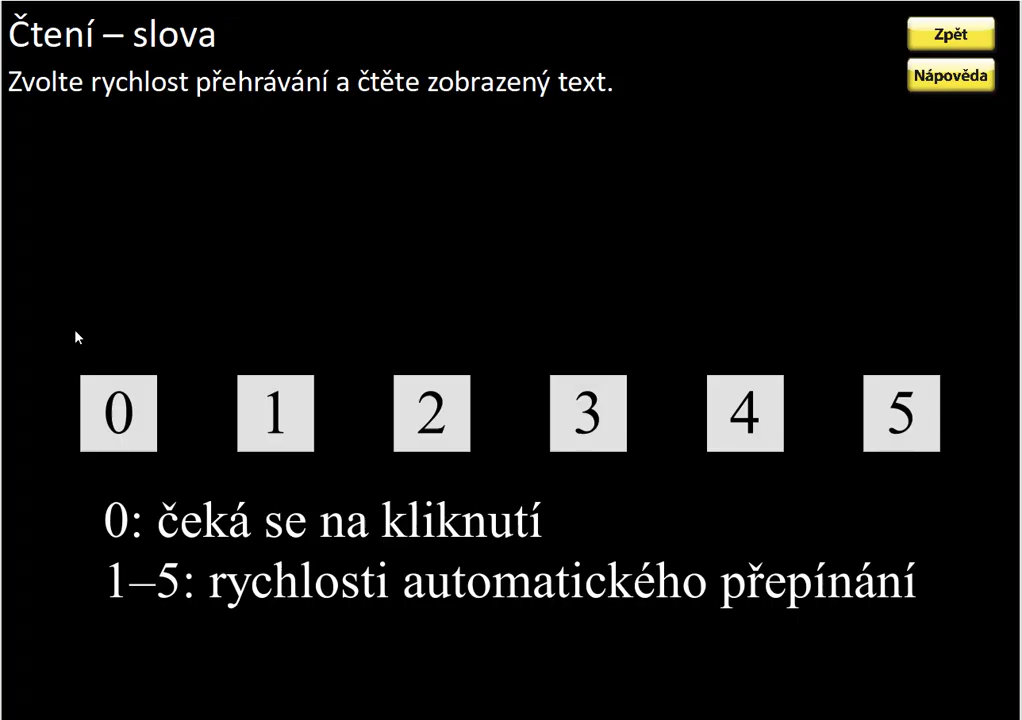 Čtení – slova
Zpět
Zvolte rychlost přehrávání a čtěte zobrazený text.
Nápověda
0 1 2 3 4 5
0: čeká se na kliknutí
1–5: rychlosti automatického přepínání